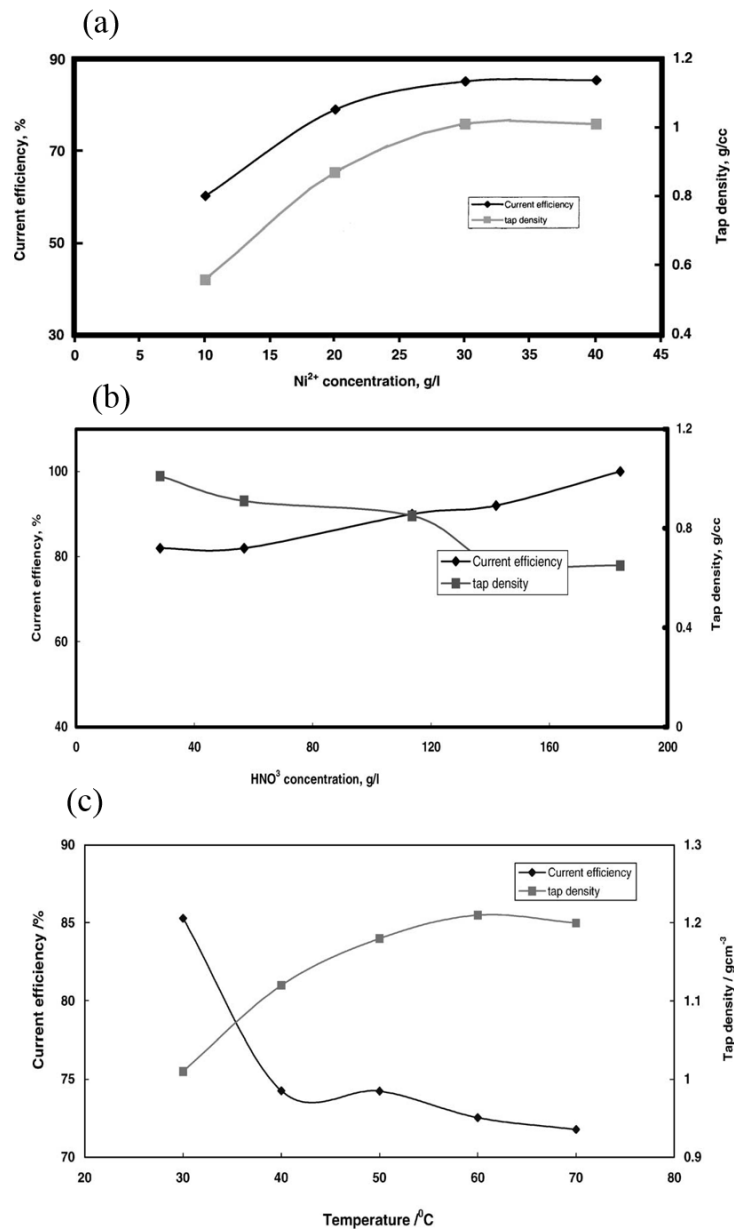 (a)
90
70
50
30
Current efficiency, %
1.2
1
0.8
0.6
0.4
Tap density, g/cc
Current efficiency
tap density
0 5 10 15 20 25 30 35 40 45
Ni²⁺ concentration, g/l
(b)
100
80
60
40
Current effiency, %
1.2
0.8
0.4
0
Tap density, g/cc
Current efficiency
tap density
0 40 80 120 160 200
HNO³ concentration, g/l
(c)
90
85
80
75
70
Current efficiency /%
1.3
1.2
1.1
1
0.9
Tap density / gcm⁻³
Current efficiency
tap density
20 30 40 50 60 70 80
Temperature /⁰C